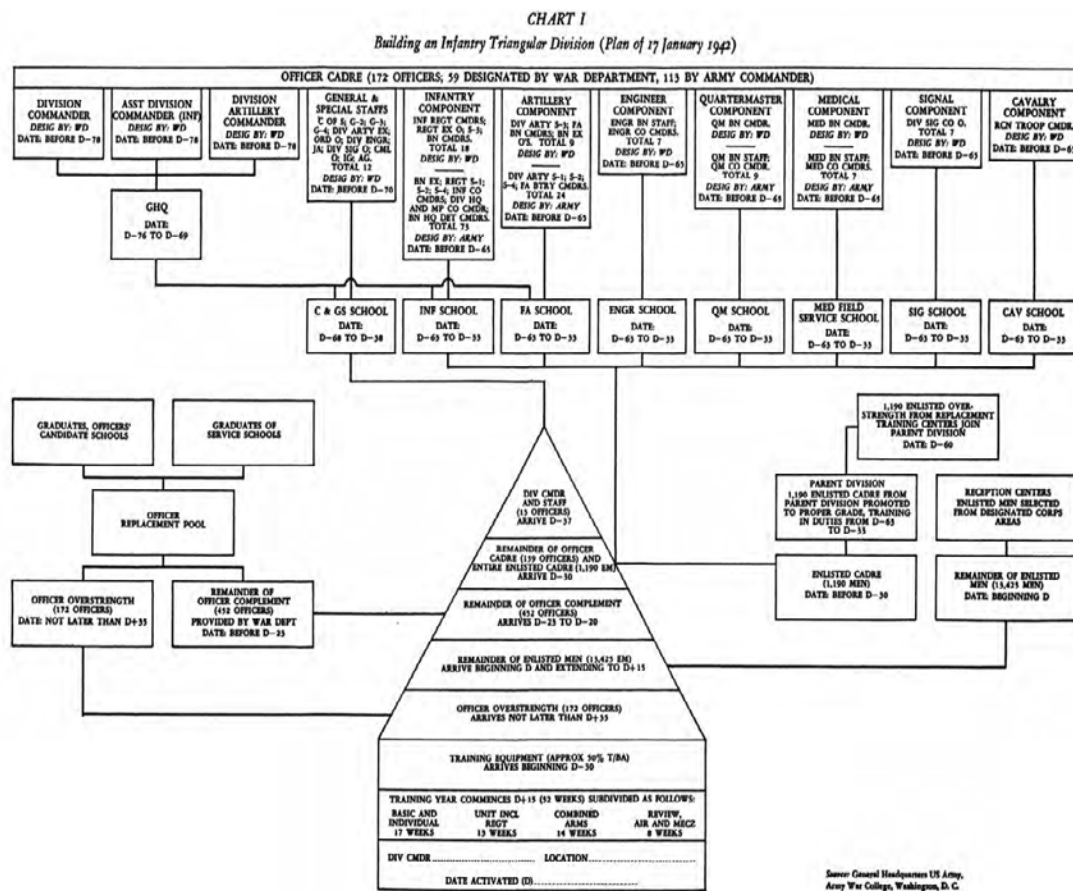 CHART I
Building an Infantry Triangular Division (Plan of 17 January 1942)
OFFICER CADRE (172 OFFICERS; 59 DESIGNATED BY WAR DEPARTMENT, 113 BY ARMY COMMANDER)
DIVISION
COMMANDER
DESIG BY: WD
DATE: BEFORE D-78
ASST DIVISION
COMMANDER (INF)
DESIG BY: WD
DATE: BEFORE D-78
DIVISION
ARTILLERY
COMMANDER
DESIG BY: WD
DATE: BEFORE D-78
GENERAL &
SPECIAL STAFFS
C OF S; G-2; G-3;
G-4; DIV ARTY EX;
ORD O; DIV ENGR;
JA; DIV SIG O; CML
O; IG; AG.
TOTAL 12
DESIG BY: WD
DATE: BEFORE D-70
INFANTRY
COMPONENT
INF REGT CMDRS;
REGT EX O; S-3;
BN CMDRS.
TOTAL 18
DESIG BY: WD
BN EX; REGT S-1;
S-2; S-4; INF CO
CMDRS; DIV HQ
AND MP CO CMDR;
BN HQ DET CMDRS.
TOTAL 73
DESIG BY: ARMY
DATE: BEFORE D-65
ARTILLERY
COMPONENT
DIV ARTY S-3; FA
BN CMDRS; BN EX
O'S. TOTAL 9
DESIG BY: WD
DIV ARTY S-1; S-2;
S-4; FA BTRY CMDRS.
TOTAL 24
DESIG BY: ARMY
DATE: BEFORE D-65
ENGINEER
COMPONENT
ENGR BN STAFF;
ENGR CO CMDRS.
TOTAL 7
DESIG BY: WD
DATE: BEFORE D-65
QUARTERMASTER
COMPONENT
QM BN CMDR.
DESIG BY: WD
QM BN STAFF;
QM CO CMDR.
TOTAL 9
DESIG BY: ARMY
DATE: BEFORE D-65
MEDICAL
COMPONENT
MED BN CMDR.
DESIG BY: WD
MED BN STAFF;
MED CO CMDRS.
TOTAL 7
DESIG BY: ARMY
DATE: BEFORE D-65
SIGNAL
COMPONENT
DIV SIG CO O.
TOTAL 7
DESIG BY: WD
DATE: BEFORE D-65
CAVALRY
COMPONENT
RCN TROOP CMDR.
DESIG BY: WD
DATE: BEFORE D-65
GHQ
DATE:
D-76 TO D-69
C & GS SCHOOL
DATE:
D-68 TO D-38
INF SCHOOL
DATE:
D-63 TO D-33
FA SCHOOL
DATE:
D-63 TO D-33
ENGR SCHOOL
DATE:
D-63 TO D-33
QM SCHOOL
DATE:
D-63 TO D-33
MED FIELD
SERVICE SCHOOL
DATE:
D-63 TO D-33
SIG SCHOOL
DATE:
D-63 TO D-33
CAV SCHOOL
DATE:
D-63 TO D-33
GRADUATES, OFFICERS'
CANDIDATE SCHOOLS
GRADUATES OF
SERVICE SCHOOLS
OFFICER
REPLACEMENT POOL
OFFICER OVERSTRENGTH
(172 OFFICERS)
DATE: NOT LATER THAN D+35
REMAINDER OF
OFFICER COMPLEMENT
(452 OFFICERS)
PROVIDED BY WAR DEPT
DATE: BEFORE D-25
1,190 ENLISTED OVER-
STRENGTH FROM REPLACEMENT
TRAINING CENTERS JOIN
PARENT DIVISION
DATE: D-60
PARENT DIVISION
1,190 ENLISTED CADRE FROM
PARENT DIVISION PROMOTED
TO PROPER GRADE, TRAINING
IN DUTIES FROM D-63
TO D-33
RECEPTION CENTERS
ENLISTED MEN SELECTED
FROM DESIGNATED CORPS
AREAS
ENLISTED CADRE
(1,190 MEN)
DATE: BEFORE D-30
REMAINDER OF ENLISTED
MEN (13,425 MEN)
DATE: BEGINNING D
DIV CMDR
AND STAFF
(13 OFFICERS)
ARRIVE D-37
REMAINDER OF OFFICER
CADRE (159 OFFICERS) AND
ENTIRE ENLISTED CADRE (1,190 EM)
ARRIVE D-30
REMAINDER OF OFFICER COMPLEMENT
(452 OFFICERS)
ARRIVES D-25 TO D-20
REMAINDER OF ENLISTED MEN (13,425 EM)
ARRIVE BEGINNING D AND EXTENDING TO D+15
OFFICER OVERSTRENGTH (172 OFFICERS)
ARRIVES NOT LATER THAN D+35
TRAINING EQUIPMENT (APPROX 50% T/BA)
ARRIVES BEGINNING D-30
TRAINING YEAR COMMENCES D+15 (52 WEEKS) SUBDIVIDED AS FOLLOWS:
BASIC AND
INDIVIDUAL
17 WEEKS
UNIT INCL
REGT
13 WEEKS
COMBINED
ARMS
14 WEEKS
REVIEW,
AIR AND MECZ
8 WEEKS
DIV CMDR
LOCATION
DATE ACTIVATED (D)
Source: General Headquarters US Army,
Army War College, Washington, D. C.